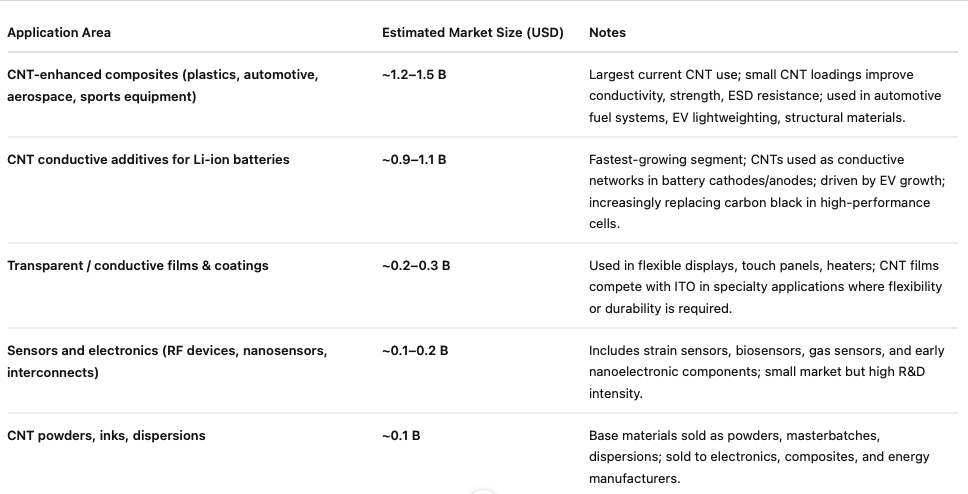 Application Area
Estimated Market Size (USD)
Notes
CNT-enhanced composites (plastics, automotive,
aerospace, sports equipment)
~1.2–1.5 B
Largest current CNT use; small CNT loadings improve
conductivity, strength, ESD resistance; used in automotive
fuel systems, EV lightweighting, structural materials.
CNT conductive additives for Li-ion batteries
~0.9–1.1 B
Fastest-growing segment; CNTs used as conductive
networks in battery cathodes/anodes; driven by EV growth;
increasingly replacing carbon black in high-performance
cells.
Transparent / conductive films & coatings
~0.2–0.3 B
Used in flexible displays, touch panels, heaters; CNT films
compete with ITO in specialty applications where flexibility
or durability is required.
Sensors and electronics (RF devices, nanosensors,
interconnects)
~0.1–0.2 B
Includes strain sensors, biosensors, gas sensors, and early
nanoelectronic components; small market but high R&D
intensity.
CNT powders, inks, dispersions
~0.1 B
Base materials sold as powders, masterbatches,
dispersions; sold to electronics, composites, and energy
manufacturers.